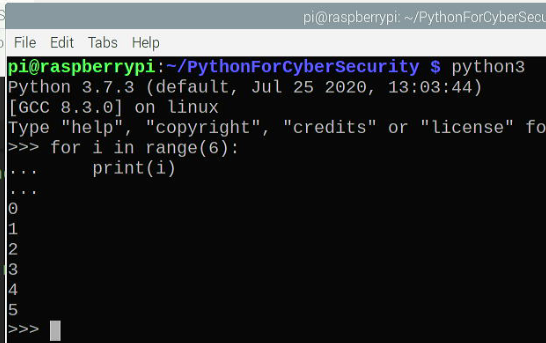 pi@raspberrypi: ~/PythonForCyberSecu
File Edit Tabs Help
pi@raspberrypi:~/PythonForCyberSecurity $ python3
Python 3.7.3 (default, Jul 25 2020, 13:03:44)
[GCC 8.3.0] on linux
Type "help", "copyright", "credits" or "license" fo
>>> for i in range(6):
...     print(i)
...
0
1
2
3
4
5
>>>